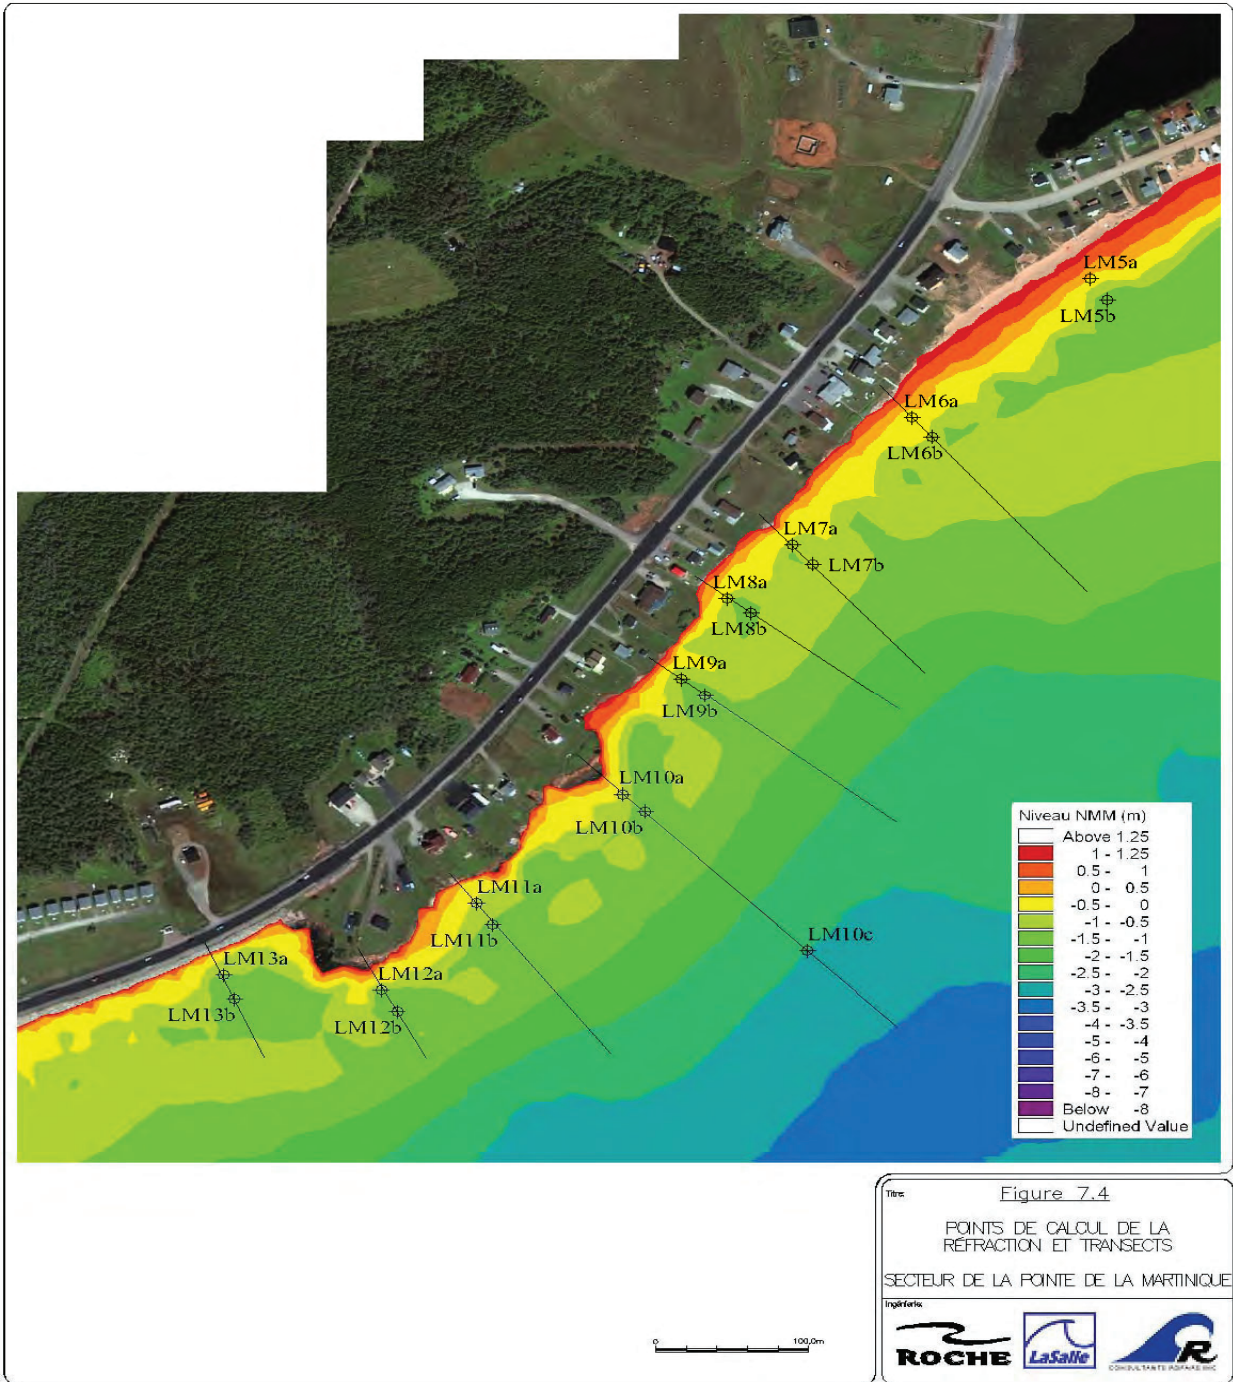 LM5a
LM5b
LM6a
LM6b
LM7a
LM7b
LM8a
LM8b
LM9a
LM9b
LM10a
LM10b
LM10c
LM11a
LM11b
LM12a
LM12b
LM13a
LM13b
Niveau NMM (m)
Above 1.25
1 - 1.25
0.5 - 1
0 - 0.5
-0.5 - 0
-1 - -0.5
-1.5 - -1
-2 - -1.5
-2.5 - -2
-3 - -2.5
-3.5 - -3
-4 - -3.5
-5 - -4
-6 - -5
-7 - -6
-8 - -7
Below -8
Undefined Value
0 100,0m
Titre:
Figure 7.4
POINTS DE CALCUL DE LA
RÉFRACTION ET TRANSECTS
SECTEUR DE LA POINTE DE LA MARTINIQUE
Ingénierie:
ROCHE
LaSalle
R
CONSULTANTS ROPARS INC